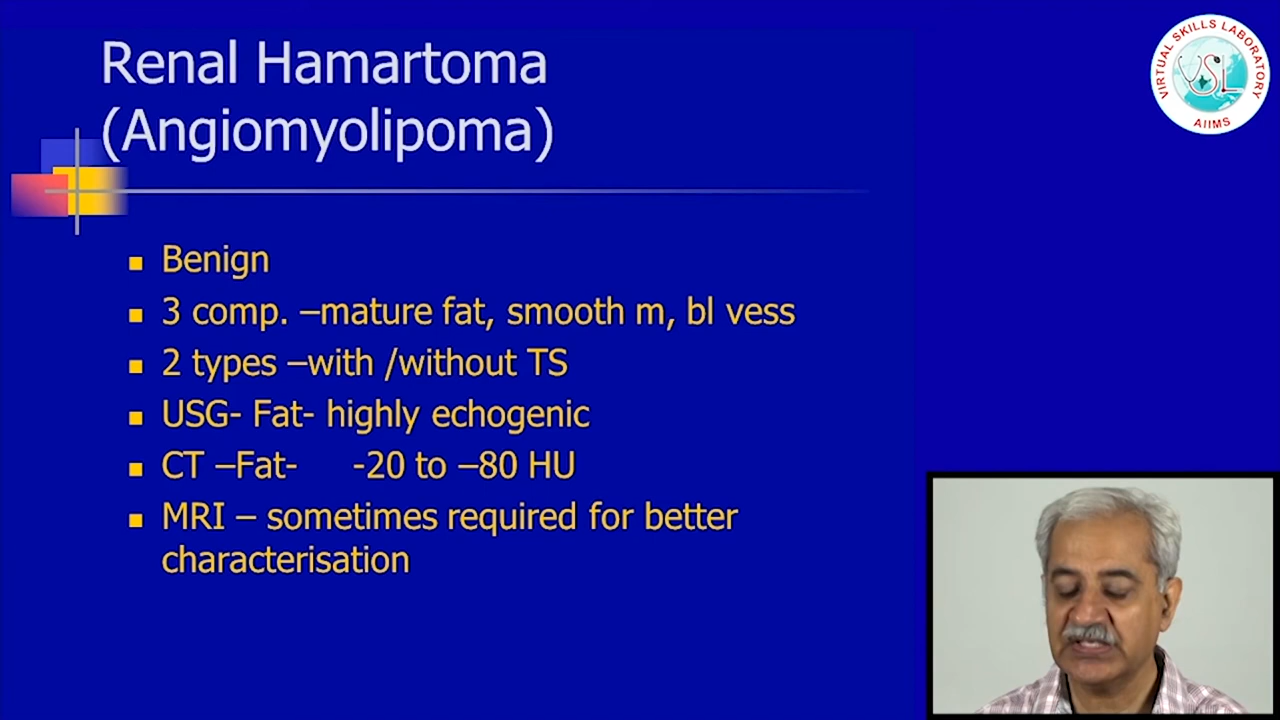 Renal Hamartoma
(Angiomyolipoma)
VIRTUAL SKILLS LABORATORY
VSL
AIIMS
Benign
3 comp. –mature fat, smooth m, bl vess
2 types –with /without TS
USG- Fat- highly echogenic
CT –Fat- -20 to –80 HU
MRI – sometimes required for better
characterisation